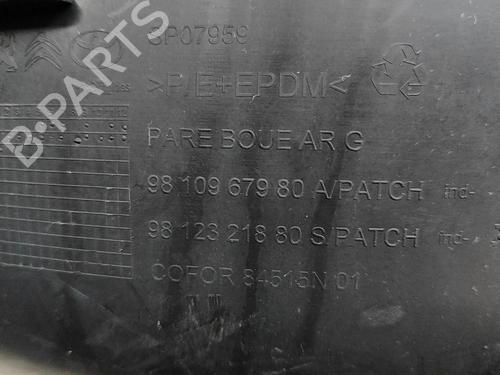 SP07959
>P/E+EPDM<
PARE BOUE AR G
98 109 679 80 A/PATCH ind-
98 123 218 80 S/PATCH ind-
COFOR 84515N 01
B-PARTS